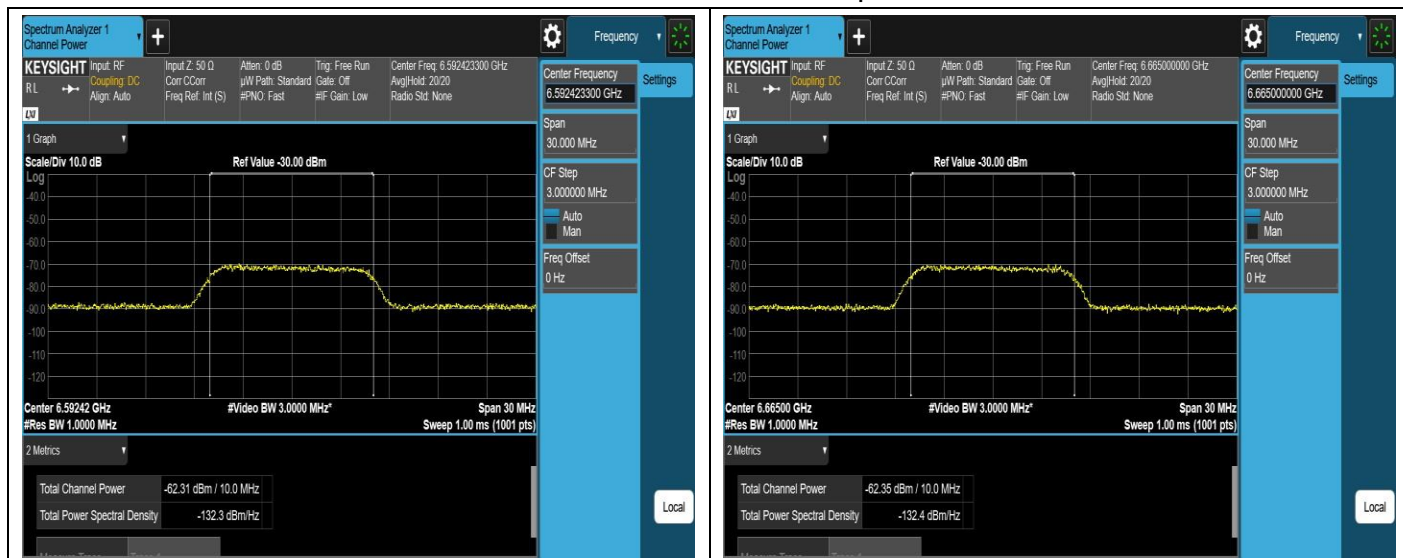 Spectrum Analyzer 1
Channel Power
+
Frequency
KEYSIGHT Input: RF Input Z: 50 Ω Atten: 0 dB Trig: Free Run Center Freq: 6.592423300 GHz
RL Coupling: DC Corr CCorr µW Path: Standard Gate: Off Avg|Hold: 20/20
Align: Auto Freq Ref: Int (S) #PNO: Fast #IF Gain: Low Radio Std: None
LXI
Center Frequency
6.592423300 GHz
Settings
Span
30.000 MHz
CF Step
3.000000 MHz
Auto
Man
Freq Offset
0 Hz
1 Graph
Scale/Div 10.0 dB Ref Value -30.00 dBm
Log
-40.0
-50.0
-60.0
-70.0
-80.0
-90.0
-100
-110
-120
Center 6.59242 GHz #Video BW 3.0000 MHz* Span 30 MHz
#Res BW 1.0000 MHz Sweep 1.00 ms (1001 pts)
2 Metrics
Total Channel Power -62.31 dBm / 10.0 MHz
Total Power Spectral Density -132.3 dBm/Hz
Local
Spectrum Analyzer 1
Channel Power
+
Frequency
KEYSIGHT Input: RF Input Z: 50 Ω Atten: 0 dB Trig: Free Run Center Freq: 6.665000000 GHz
RL Coupling: DC Corr CCorr µW Path: Standard Gate: Off Avg|Hold: 20/20
Align: Auto Freq Ref: Int (S) #PNO: Fast #IF Gain: Low Radio Std: None
LXI
Center Frequency
6.665000000 GHz
Settings
Span
30.000 MHz
CF Step
3.000000 MHz
Auto
Man
Freq Offset
0 Hz
1 Graph
Scale/Div 10.0 dB Ref Value -30.00 dBm
Log
-40.0
-50.0
-60.0
-70.0
-80.0
-90.0
-100
-110
-120
Center 6.66500 GHz #Video BW 3.0000 MHz* Span 30 MHz
#Res BW 1.0000 MHz Sweep 1.00 ms (1001 pts)
2 Metrics
Total Channel Power -62.35 dBm / 10.0 MHz
Total Power Spectral Density -132.4 dBm/Hz
Local